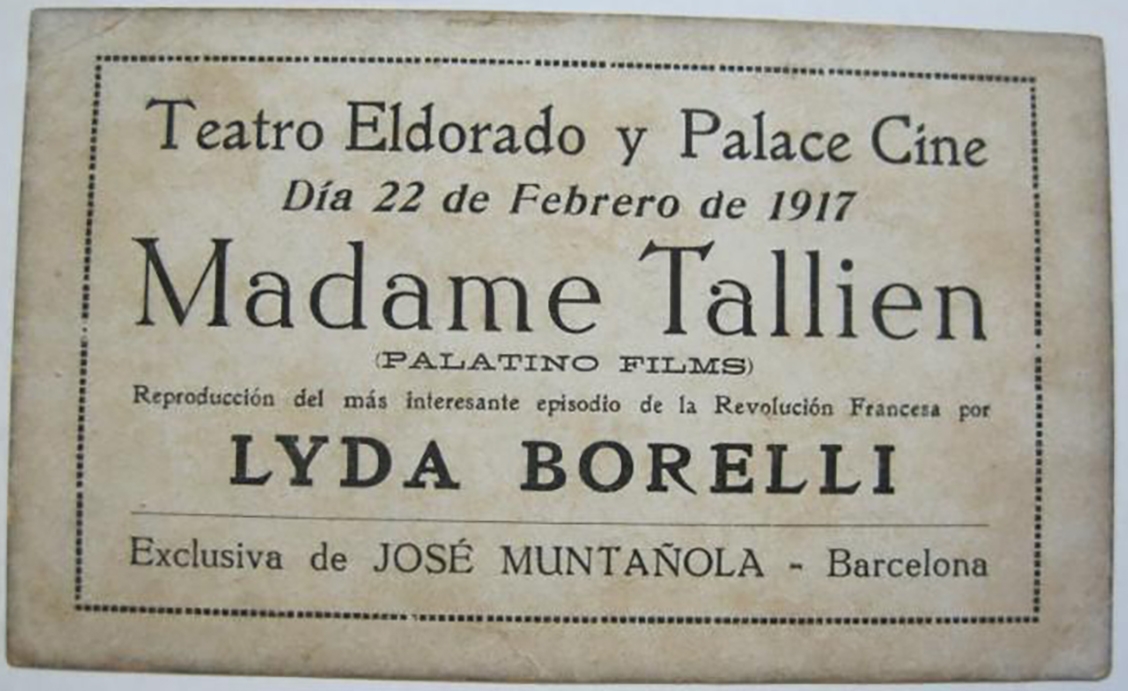 Teatro Eldorado y Palace Cine
Día 22 de Febrero de 1917
Madame Tallien
(PALATINO FILMS)
Reproducción del más interesante episodio de la Revolución Francesa por
LYDA BORELLI
Exclusiva de JOSÉ MUNTAÑOLA - Barcelona